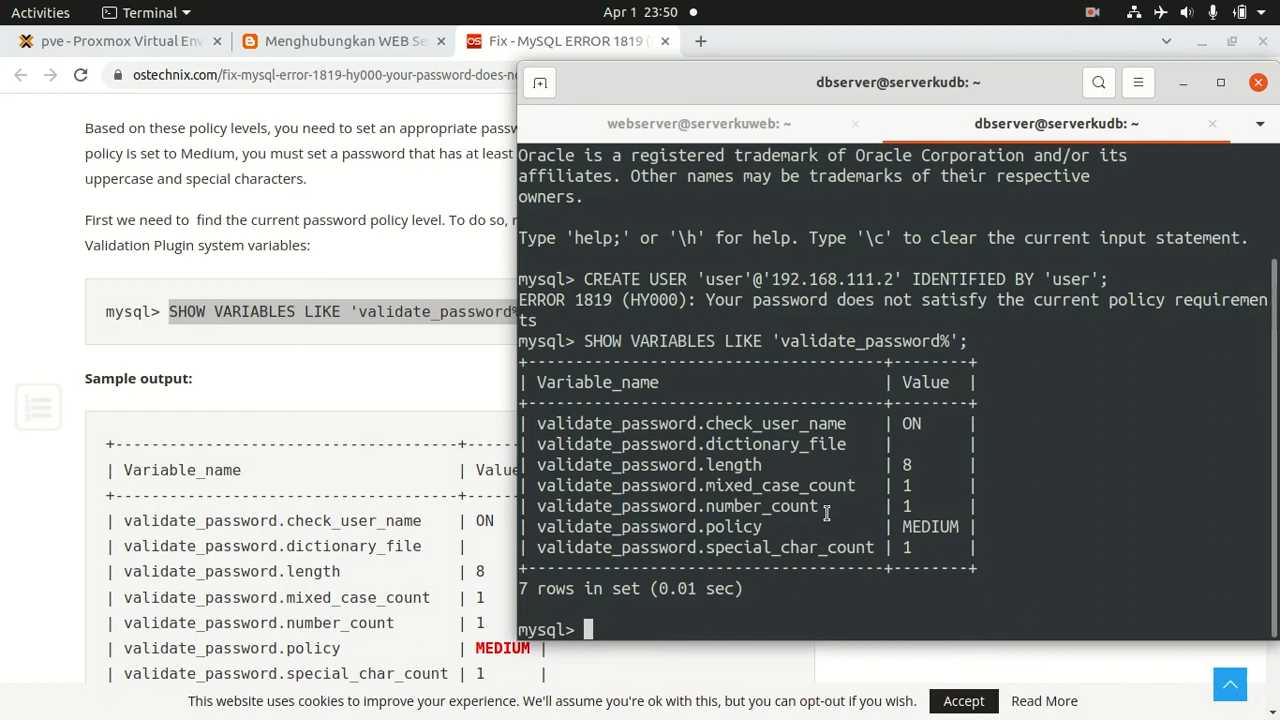 Activities
Terminal
Apr 1 23:50
pve - Proxmox Virtual Env
Menghubungkan WEB Se
Fix - MySQL ERROR 1819 (
ostechnix.com/fix-mysql-error-1819-hy000-your-password-does-no
Based on these policy levels, you need to set an appropriate passw
policy is set to Medium, you must set a password that has at least
uppercase and special characters.
First we need to find the current password policy level. To do so, r
Validation Plugin system variables:
mysql> SHOW VARIABLES LIKE 'validate_password%
Sample output:
+--------------------------------------+-------
| Variable_name | Value
+--------------------------------------+-------
| validate_password.check_user_name | ON
| validate_password.dictionary_file |
| validate_password.length | 8
| validate_password.mixed_case_count | 1
| validate_password.number_count | 1
| validate_password.policy | MEDIUM |
| validate_password.special_char_count | 1
dbserver@serverkudb: ~
webserver@serverkuweb: ~
dbserver@serverkudb: ~
Oracle is a registered trademark of Oracle Corporation and/or its
affiliates. Other names may be trademarks of their respective
owners.
Type 'help;' or '\h' for help. Type '\c' to clear the current input statement.
mysql> CREATE USER 'user'@'192.168.111.2' IDENTIFIED BY 'user';
ERROR 1819 (HY000): Your password does not satisfy the current policy requiremen
ts
mysql> SHOW VARIABLES LIKE 'validate_password%';
+--------------------------------------+--------+
| Variable_name | Value |
+--------------------------------------+--------+
| validate_password.check_user_name | ON |
| validate_password.dictionary_file | |
| validate_password.length | 8 |
| validate_password.mixed_case_count | 1 |
| validate_password.number_count | 1 |
| validate_password.policy | MEDIUM |
| validate_password.special_char_count | 1 |
+--------------------------------------+--------+
7 rows in set (0.01 sec)
mysql>
This website uses cookies to improve your experience. We'll assume you're ok with this, but you can opt-out if you wish.
Accept
Read More